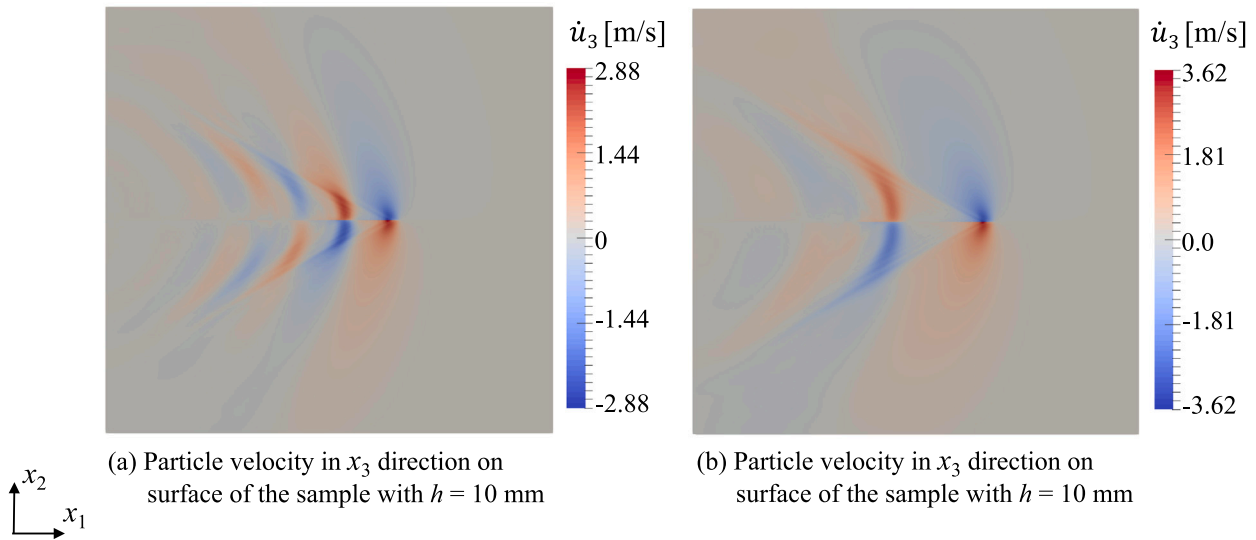 u̇₃ [m/s]
2.88
1.44
0
-1.44
-2.88
(a) Particle velocity in x₃ direction on
surface of the sample with h = 10 mm
u̇₃ [m/s]
3.62
1.81
0.0
-1.81
-3.62
(b) Particle velocity in x₃ direction on
surface of the sample with h = 10 mm
x₂
x₁